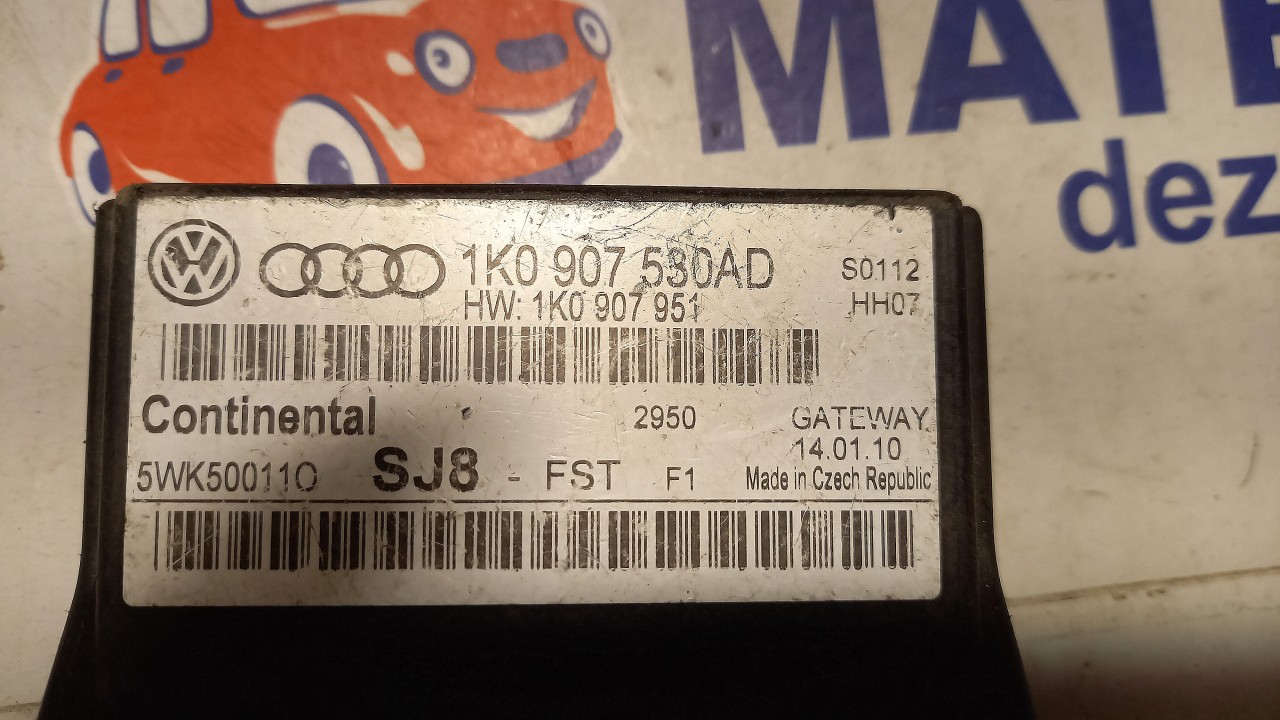 MATE
dez
1K0 907 530AD S0112
HW: 1K0 907 951 HH07
Continental 2950 GATEWAY
14.01.10
5WK50011O SJ8 - FST F1 Made in Czech Republic